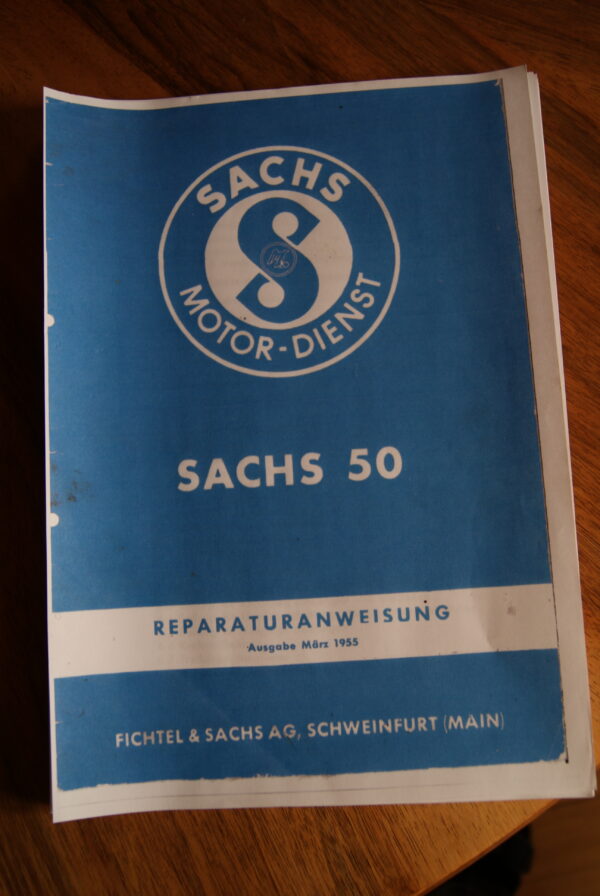 SACHS
S
MOTOR-DIENST
SACHS 50
REPARATURANWEISUNG
Ausgabe März 1955
FICHTEL & SACHS AG, SCHWEINFURT (MAIN)